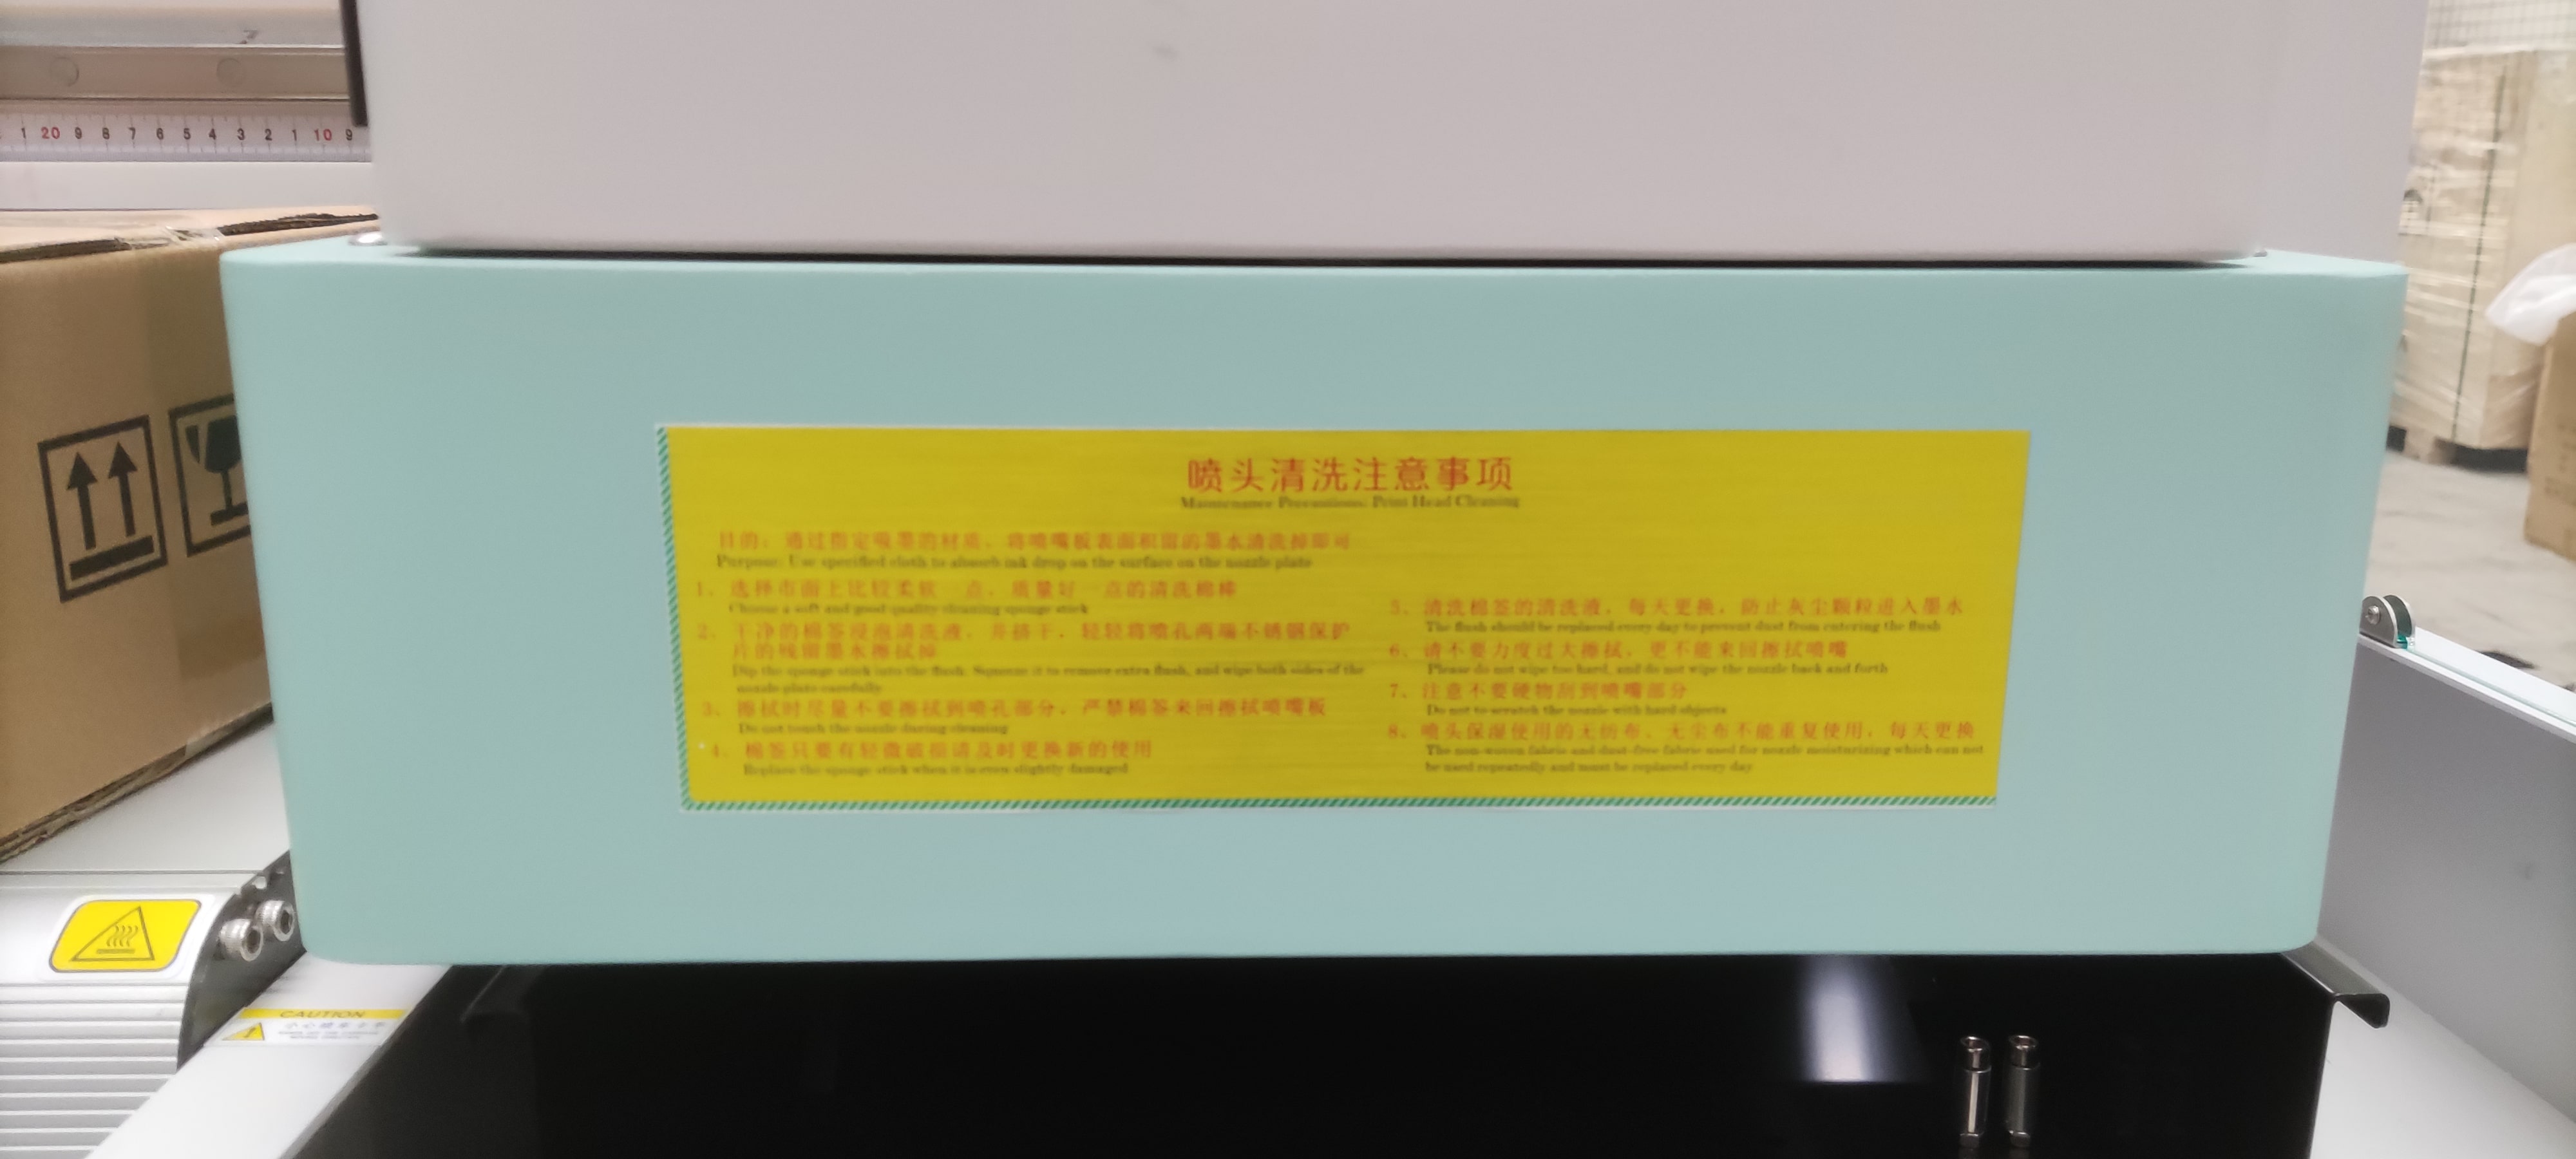 1 20 9 8 7 6 5 4 3 2 1 10 9
喷头清洗注意事项
Maintenance Precautions: Print Head Cleaning
目的：通过指定吸墨的材质，将喷嘴板表面积留的墨水清洗掉即可
Purpose: Use specified cloth to absorb ink drop on the surface on the nozzle plate
1、选择市面上比较柔软一点，质量好一点的清洗棉棒
Choose a soft and good quality cleaning sponge stick
2、干净的棉签浸泡清洗液，并挤干，轻轻将喷孔两端不锈钢保护
片的残留墨水擦拭掉
Dip the sponge stick into the flush. Squeeze it to remove extra flush, and wipe both sides of the
nozzle plate carefully
3、擦拭时尽量不要擦拭到喷孔部分，严禁棉签来回擦拭喷嘴板
Do not touch the nozzle during cleaning
4、棉签只要有轻微破损请及时更换新的使用
Replace the sponge stick when it is even slightly damaged
5、清洗棉签的清洗液，每天更换，防止灰尘颗粒进入墨水
The flush should be replaced every day to prevent dust from entering the flush
6、请不要力度过大擦拭，更不能来回擦拭喷嘴
Please do not wipe too hard, and do not wipe the nozzle back and forth
7、注意不要硬物刮到喷嘴部分
Do not to scratch the nozzle with hard objects
8、喷头保湿使用的无纺布、无尘布不能重复使用，每天更换
The non-woven fabric and dust-free fabric used for nozzle moisturizing which can not
be used repeatedly and must be replaced every day
CAUTION